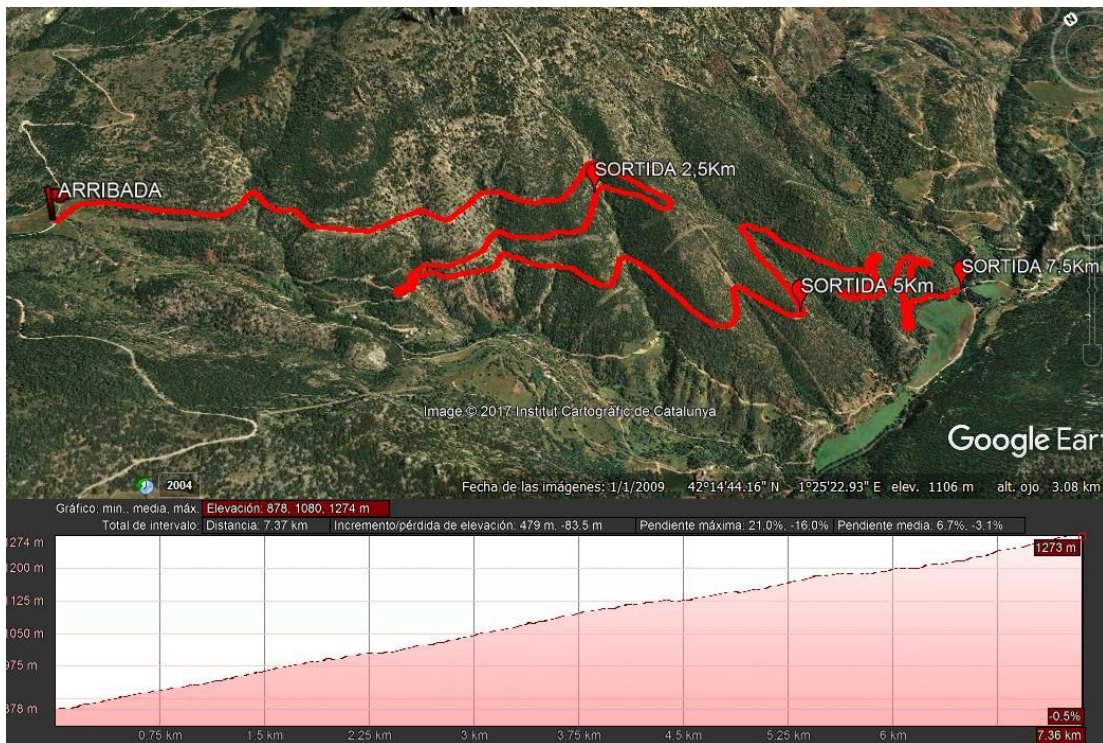 SORTIDA 2,5Km
ARRIBADA
SORTIDA 7,5Km
SORTIDA 5Km
Image © 2017 Institut Cartogràfic de Catalunya
Google Eart
2004
Fecha de las imágenes: 1/1/2009 42°14'44.16" N 1°25'22.93" E elev. 1106 m alt. ojo 3.08 km
Gráfico: min., media, máx. Elevación: 878, 1080, 1274 m
Total de intervalo: Distancia: 7.37 km Incremento/pérdida de elevación: 479 m, -83.5 m Pendiente máxima: 21.0%, -16.0% Pendiente media: 6.7%, -3.1%
1274 m
1273 m
1200 m
1125 m
1050 m
975 m
878 m
-0.5%
0.75 km 1.5 km 2.25 km 3 km 3.75 km 4.5 km 5.25 km 6 km 7.36 km